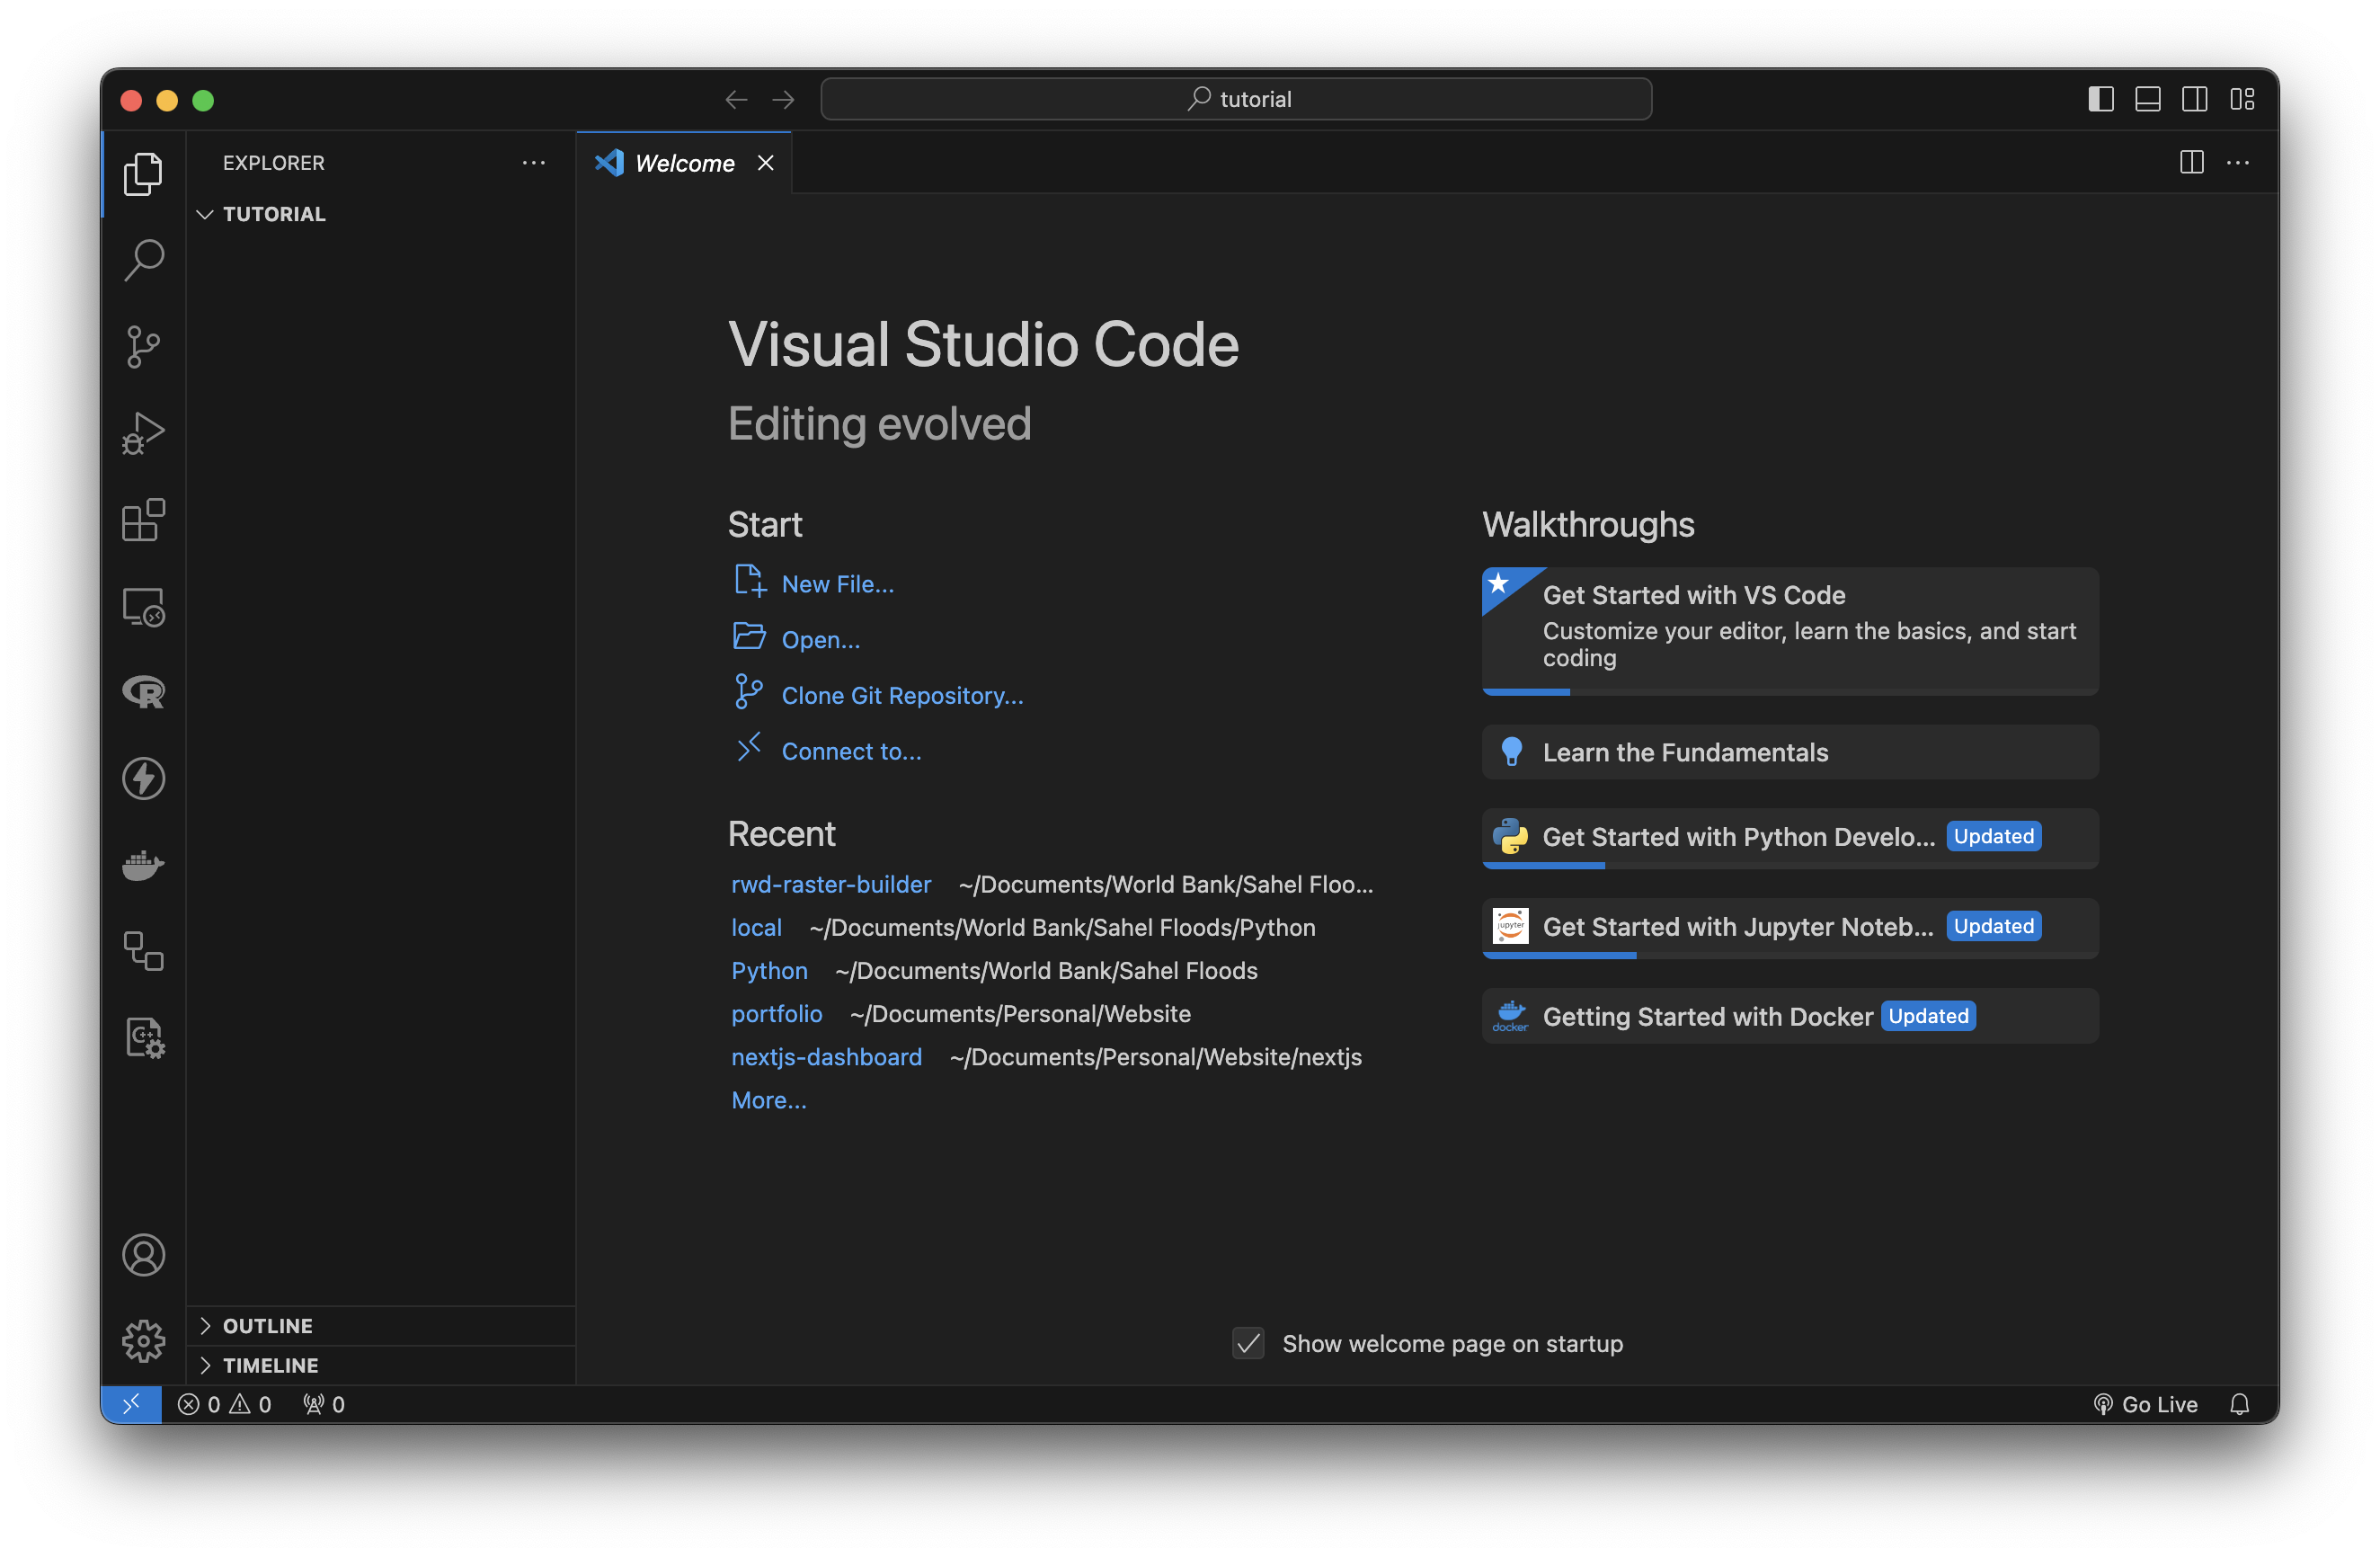 tutorial
EXPLORER
TUTORIAL
Welcome
Visual Studio Code
Editing evolved
Start
New File...
Open...
Clone Git Repository...
Connect to...
Recent
rwd-raster-builder ~/Documents/World Bank/Sahel Floo...
local ~/Documents/World Bank/Sahel Floods/Python
Python ~/Documents/World Bank/Sahel Floods
portfolio ~/Documents/Personal/Website
nextjs-dashboard ~/Documents/Personal/Website/nextjs
More...
Walkthroughs
Get Started with VS Code
Customize your editor, learn the basics, and start
coding
Learn the Fundamentals
Get Started with Python Develo... Updated
jupyter
Get Started with Jupyter Noteb... Updated
docker
Getting Started with Docker Updated
Show welcome page on startup
OUTLINE
TIMELINE
0 0 0
Go Live